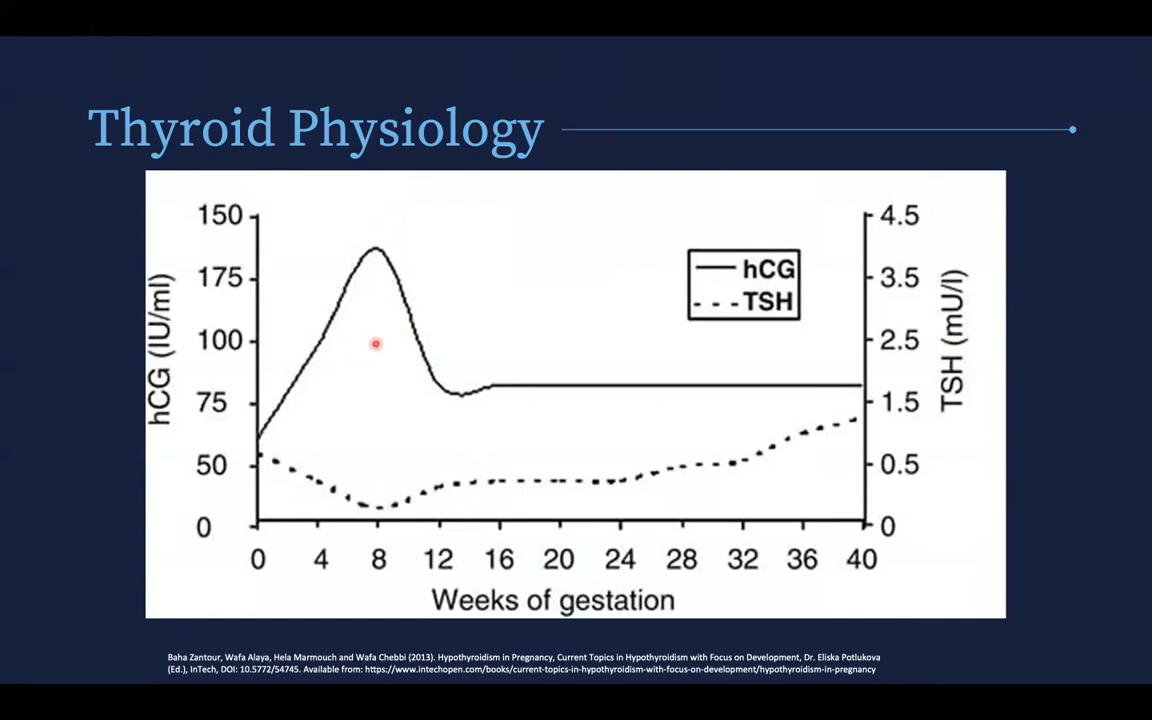 Thyroid Physiology
150
175
100
75
50
0
hCG (IU/ml)
4.5
3.5
2.5
1.5
0.5
0
TSH (mU/l)
hCG
- - -TSH
0 4 8 12 16 20 24 28 32 36 40
Weeks of gestation
Baha Zantour, Wafa Alaya, Hela Marmouch and Wafa Chebbi (2013). Hypothyroidism in Pregnancy, Current Topics in Hypothyroidism with Focus on Development, Dr. Eliska Potlukova
(Ed.), InTech, DOI: 10.5772/54745. Available from: https://www.intechopen.com/books/current-topics-in-hypothyroidism-with-focus-on-development/hypothyroidism-in-pregnancy